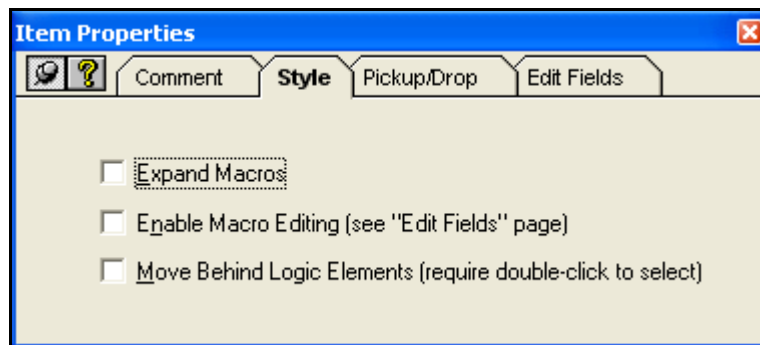 Item Properties
Comment Style Pickup/Drop Edit Fields
Expand Macros
Enable Macro Editing (see "Edit Fields" page)
Move Behind Logic Elements (require double-click to select)